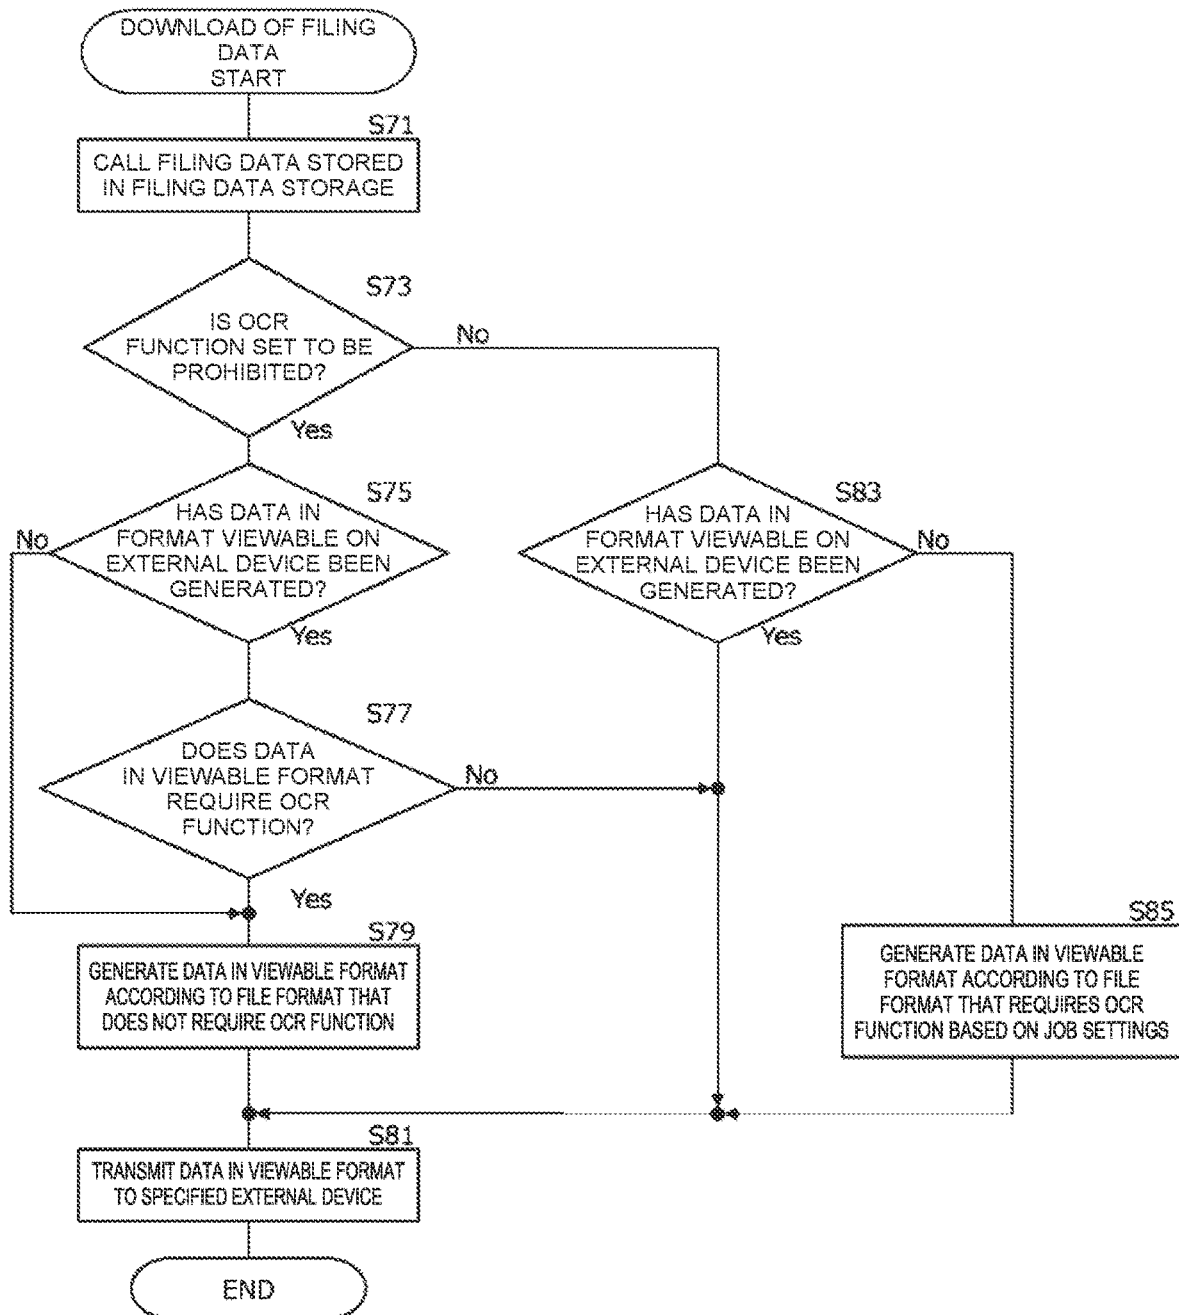 DOWNLOAD OF FILING
DATA
START
S71
CALL FILING DATA STORED
IN FILING DATA STORAGE
S73
IS OCR
FUNCTION SET TO BE
PROHIBITED?
No
Yes
S75
HAS DATA IN
FORMAT VIEWABLE ON
EXTERNAL DEVICE BEEN
GENERATED?
No
Yes
S83
HAS DATA IN
FORMAT VIEWABLE ON
EXTERNAL DEVICE BEEN
GENERATED?
No
Yes
S77
DOES DATA
IN VIEWABLE FORMAT
REQUIRE OCR
FUNCTION?
No
Yes
S79
GENERATE DATA IN VIEWABLE FORMAT
ACCORDING TO FILE FORMAT THAT
DOES NOT REQUIRE OCR FUNCTION
S85
GENERATE DATA IN VIEWABLE
FORMAT ACCORDING TO FILE
FORMAT THAT REQUIRES OCR
FUNCTION BASED ON JOB SETTINGS
S81
TRANSMIT DATA IN VIEWABLE FORMAT
TO SPECIFIED EXTERNAL DEVICE
END